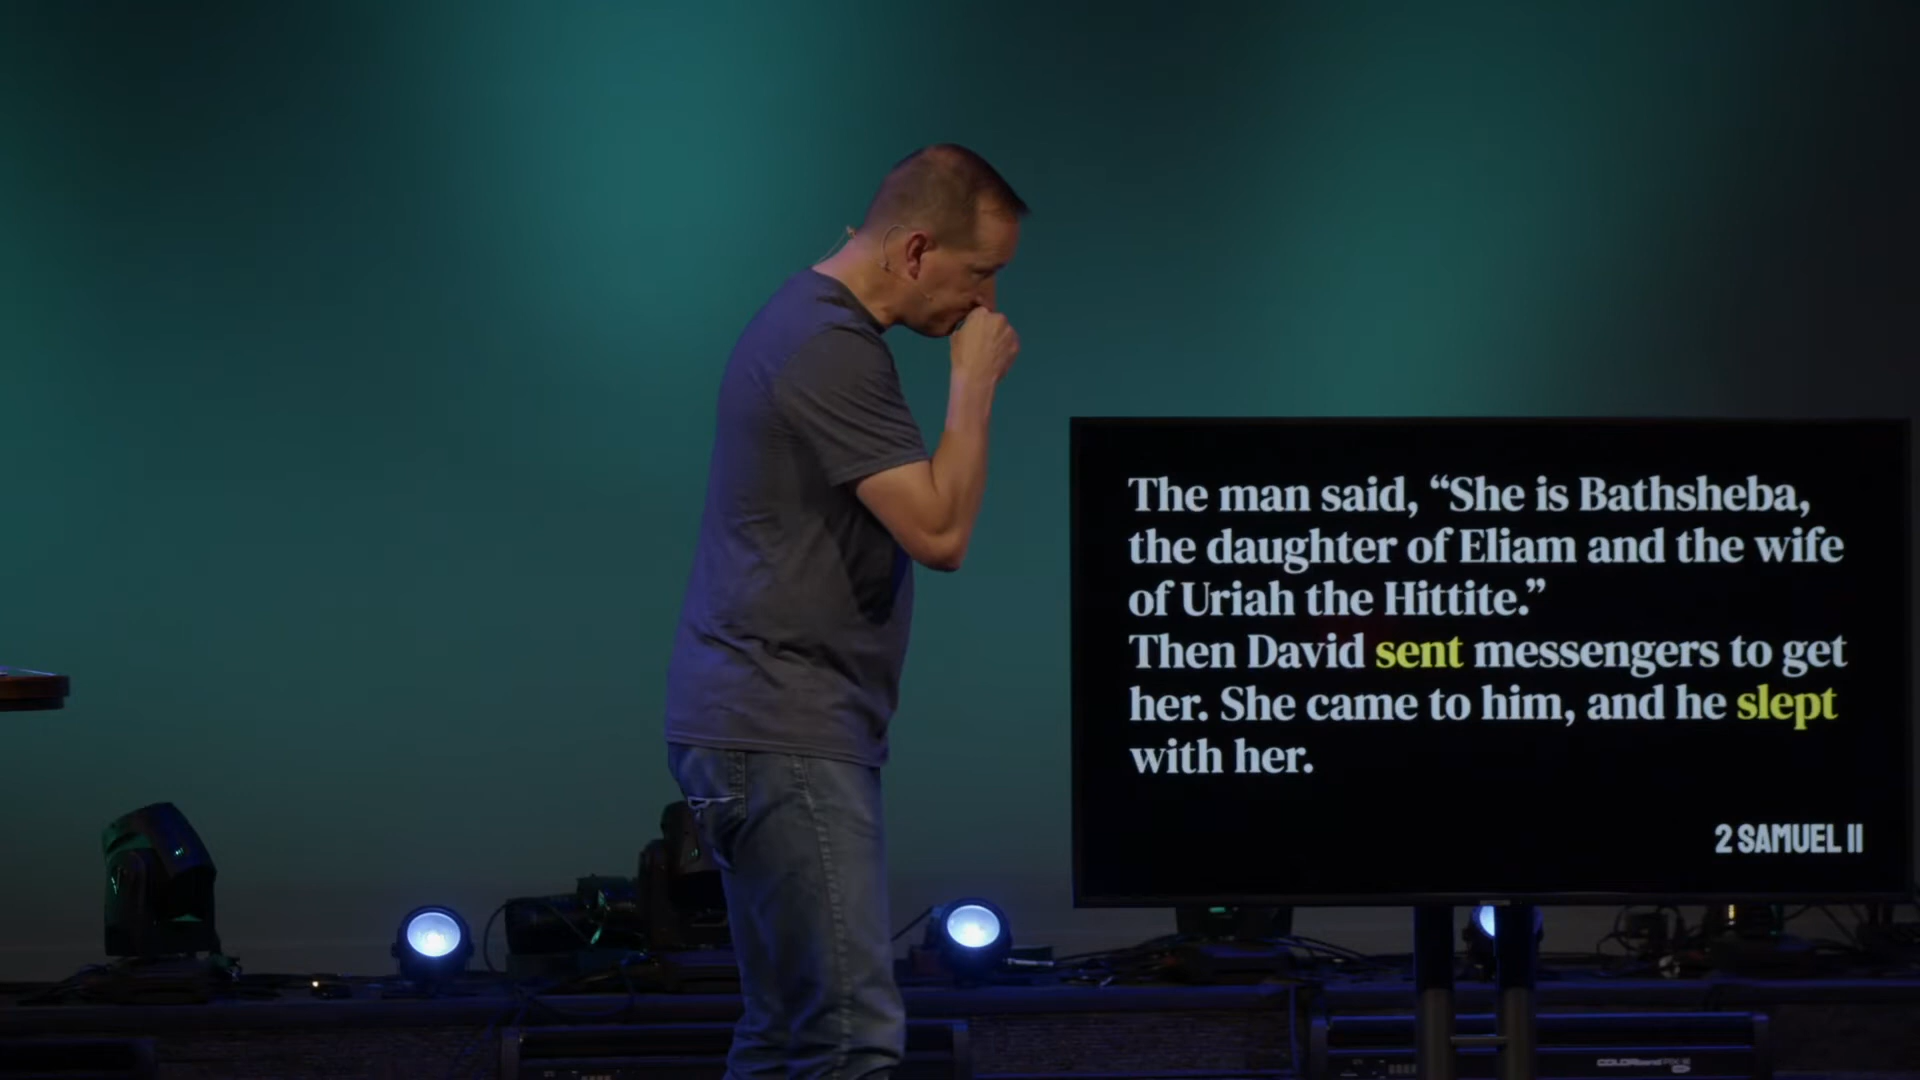 The man said, “She is Bathsheba,
the daughter of Eliam and the wife
of Uriah the Hittite.”
Then David sent messengers to get
her. She came to him, and he slept
with her.
2 SAMUEL 11